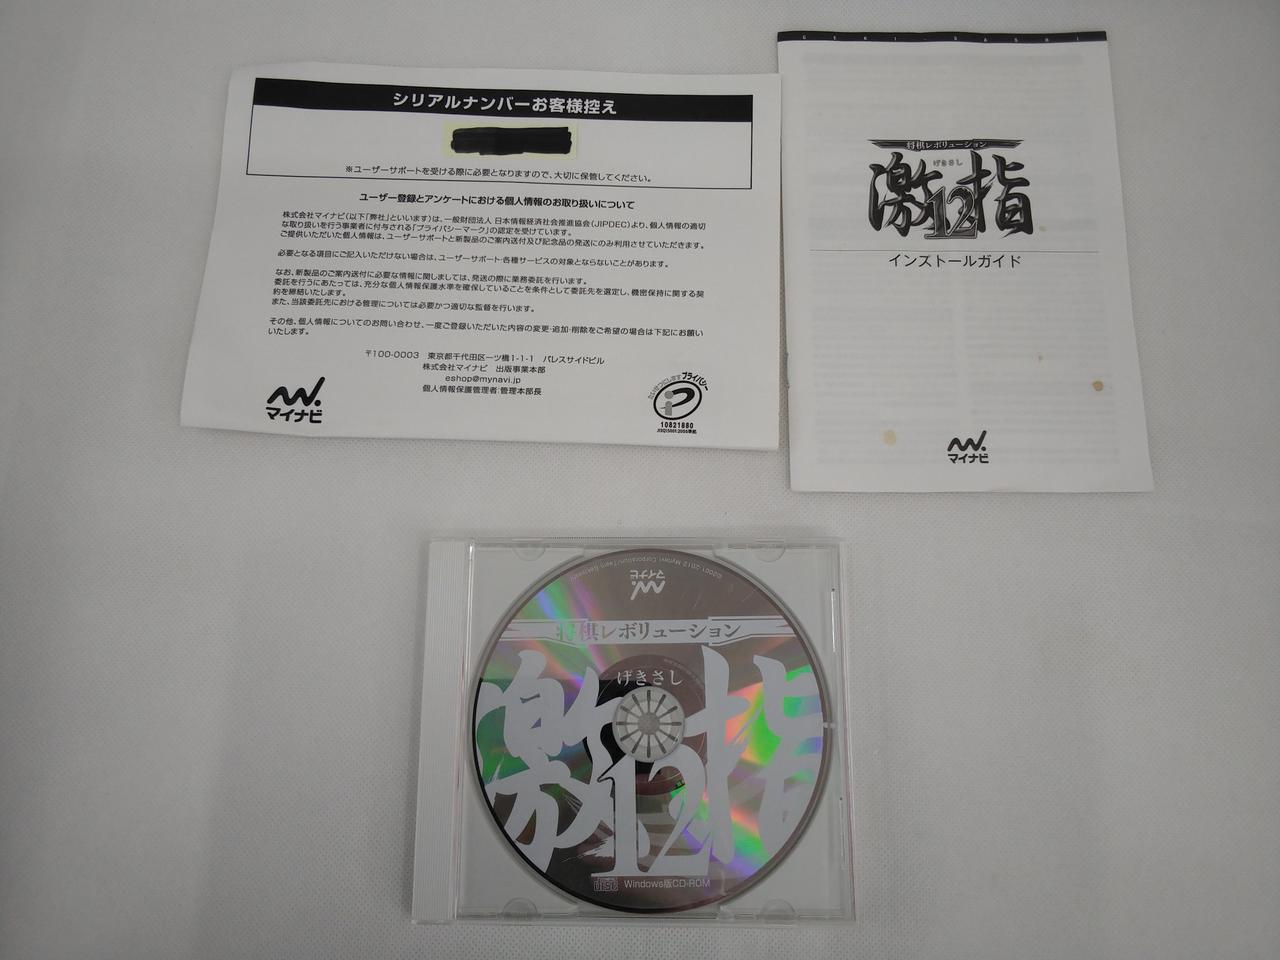 シリアルナンバーお客様控え
※ユーザーサポートを受ける際に必要となりますので、大切に保管してください。
ユーザー登録とアンケートにおける個人情報のお取り扱いについて
株式会社マイナビ(以下「弊社」といいます)は、一般財団法人 日本情報経済社会推進協会(JIPDEC)より、個人情報の適切
な取り扱いを行う事業者に付与される「プライバシーマーク」の認定を受けています。
ご提供いただいた個人情報は、ユーザーサポートと新製品のご案内送付及び記念品の発送にのみ利用させていただきます。
必要となる項目にご記入いただけない場合は、ユーザーサポート・各種サービスの対象とならないことがあります。
なお、新製品のご案内送付に必要な情報に関しましては、発送の際に業務委託を行います。
委託を行うにあたっては、充分な個人情報保護水準を確保していることを条件として委託先を選定し、機密保持に関する契
約を締結いたします。
また、当該委託先における管理については必要かつ適切な監督を行います。
その他、個人情報についてのお問い合わせ、一度ご登録いただいた内容の変更・追加・削除をご希望の場合は下記にお願い
いたします。
〒100-0003 東京都千代田区一ツ橋1-1-1 パレスサイドビル
株式会社マイナビ 出版事業本部
eshop@mynavi.jp
個人情報保護管理者:管理本部長
マイナビ
たいせつにします プライバシー
10821880
GEKI-SASHI
将棋レボリューション
げきさし
激指
12
インストールガイド
マイナビ
©2001-2012 Mynavi Corporation/Team Gekisashi
マイナビ
将棋レボリューション
げきさし
激指
12
Windows版CD-ROM